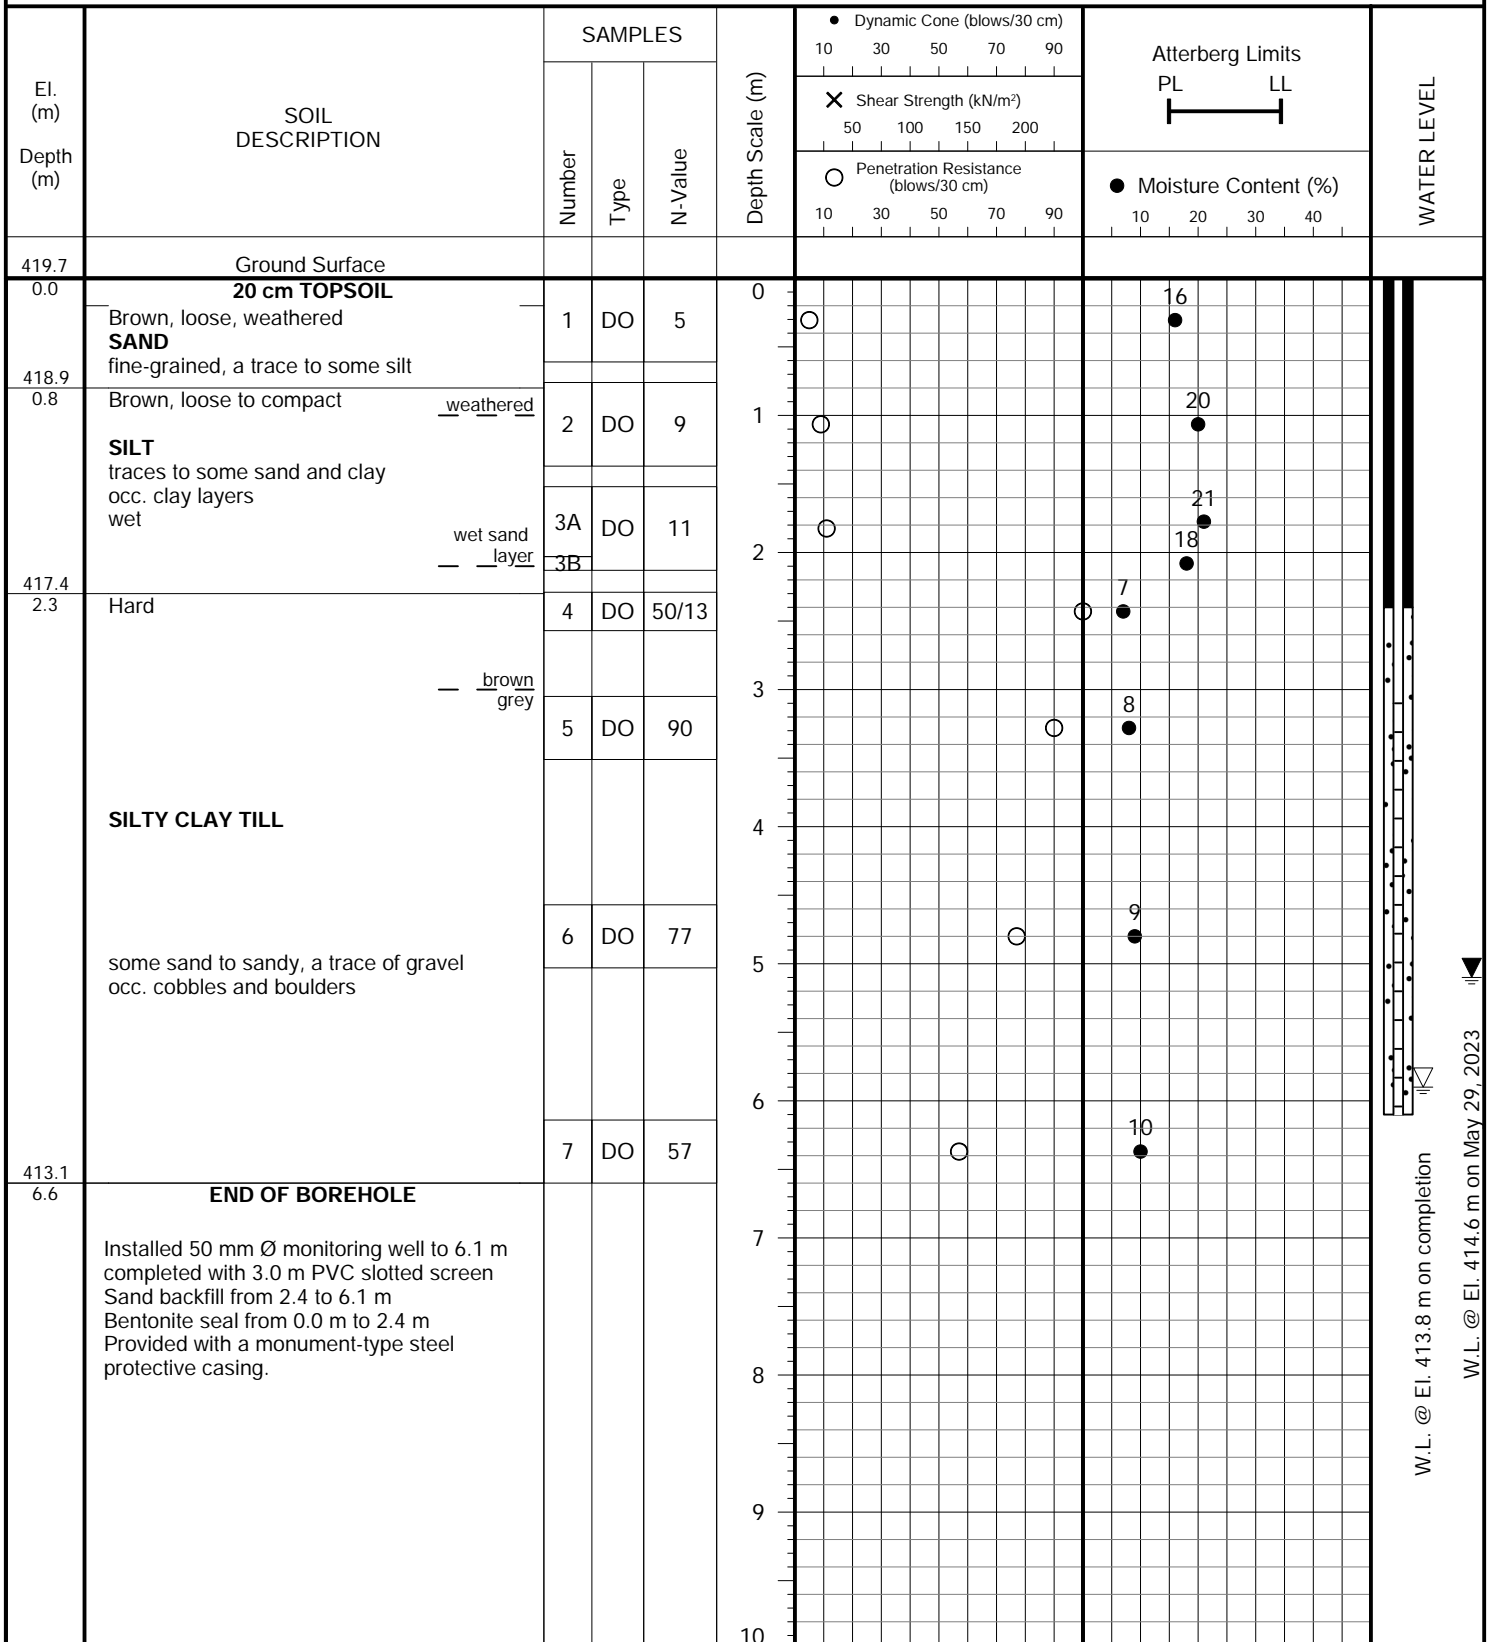 El.
(m)
Depth
(m)
SOIL
DESCRIPTION
SAMPLES
Number
Type
N-Value
Depth Scale (m)
Dynamic Cone (blows/30 cm)
10 30 50 70 90
Shear Strength (kN/m²)
50 100 150 200
Penetration Resistance
(blows/30 cm)
10 30 50 70 90
Atterberg Limits
PL LL
Moisture Content (%)
10 20 30 40
WATER LEVEL
419.7 Ground Surface
0.0 20 cm TOPSOIL
Brown, loose, weathered
SAND
fine-grained, a trace to some silt
1 DO 5
0
16
418.9
0.8 Brown, loose to compact
weathered
SILT
traces to some sand and clay
occ. clay layers
wet
wet sand
layer
2 DO 9
1
20
3A DO 11
3B
21
18
2
417.4
2.3 Hard
4 DO 50/13
7
brown
grey
3
5 DO 90
8
SILTY CLAY TILL
4
6 DO 77
9
some sand to sandy, a trace of gravel
occ. cobbles and boulders
5
6
7 DO 57
10
413.1
6.6 END OF BOREHOLE
Installed 50 mm Ø monitoring well to 6.1 m
completed with 3.0 m PVC slotted screen
Sand backfill from 2.4 to 6.1 m
Bentonite seal from 0.0 m to 2.4 m
Provided with a monument-type steel
protective casing.
7
8
9
10
W.L. @ El. 413.8 m on completion
W.L. @ El. 414.6 m on May 29, 2023